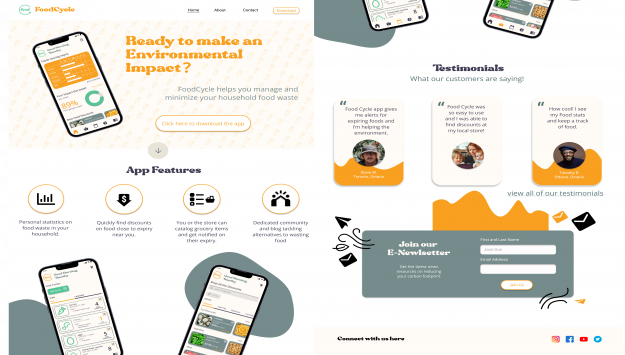 FoodCycle
Home
About
Contact
Download
Ready to make an
Environmental
Impact ?
FoodCycle helps you manage and
minimize your household food waste
Click here to download the app
App Features
Personal statistics on
food waste in your
household.
Quickly find discounts
on food close to expiry
near you.
You or the store can
catalog grocery items
and get notified on
their expiry.
Dedicated community
and blog tackling
alternatives to wasting
food
89%
Testimonials
What our customers are saying!
Food Cycle app gives
me alerts for
expiring foods and
I'm helping the
environment.
Toronto, Ontario
Food Cycle was
so easy to use
and I was able to
find discounts at
my local store!
How cool! I see
my Food stats
and keep a track
of food.
Ottawa, Ontario
view all of our testimonials
Join our
E-Newlsetter
Get the latest news,
resources on reducing
your carbon footprint
First and Last Name
Email Address
Connect with us here